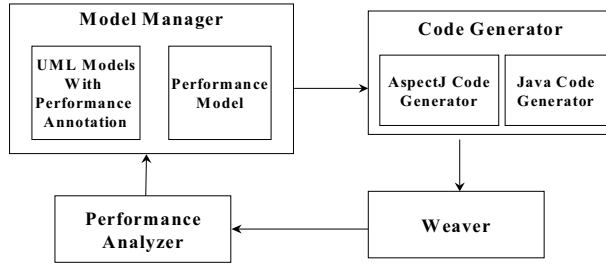 Model Manager
UML Models
With
Performance
Annotation
Performance
Model
Code Generator
AspectJ Code
Generator
Java Code
Generator
Performance
Analyzer
Weaver